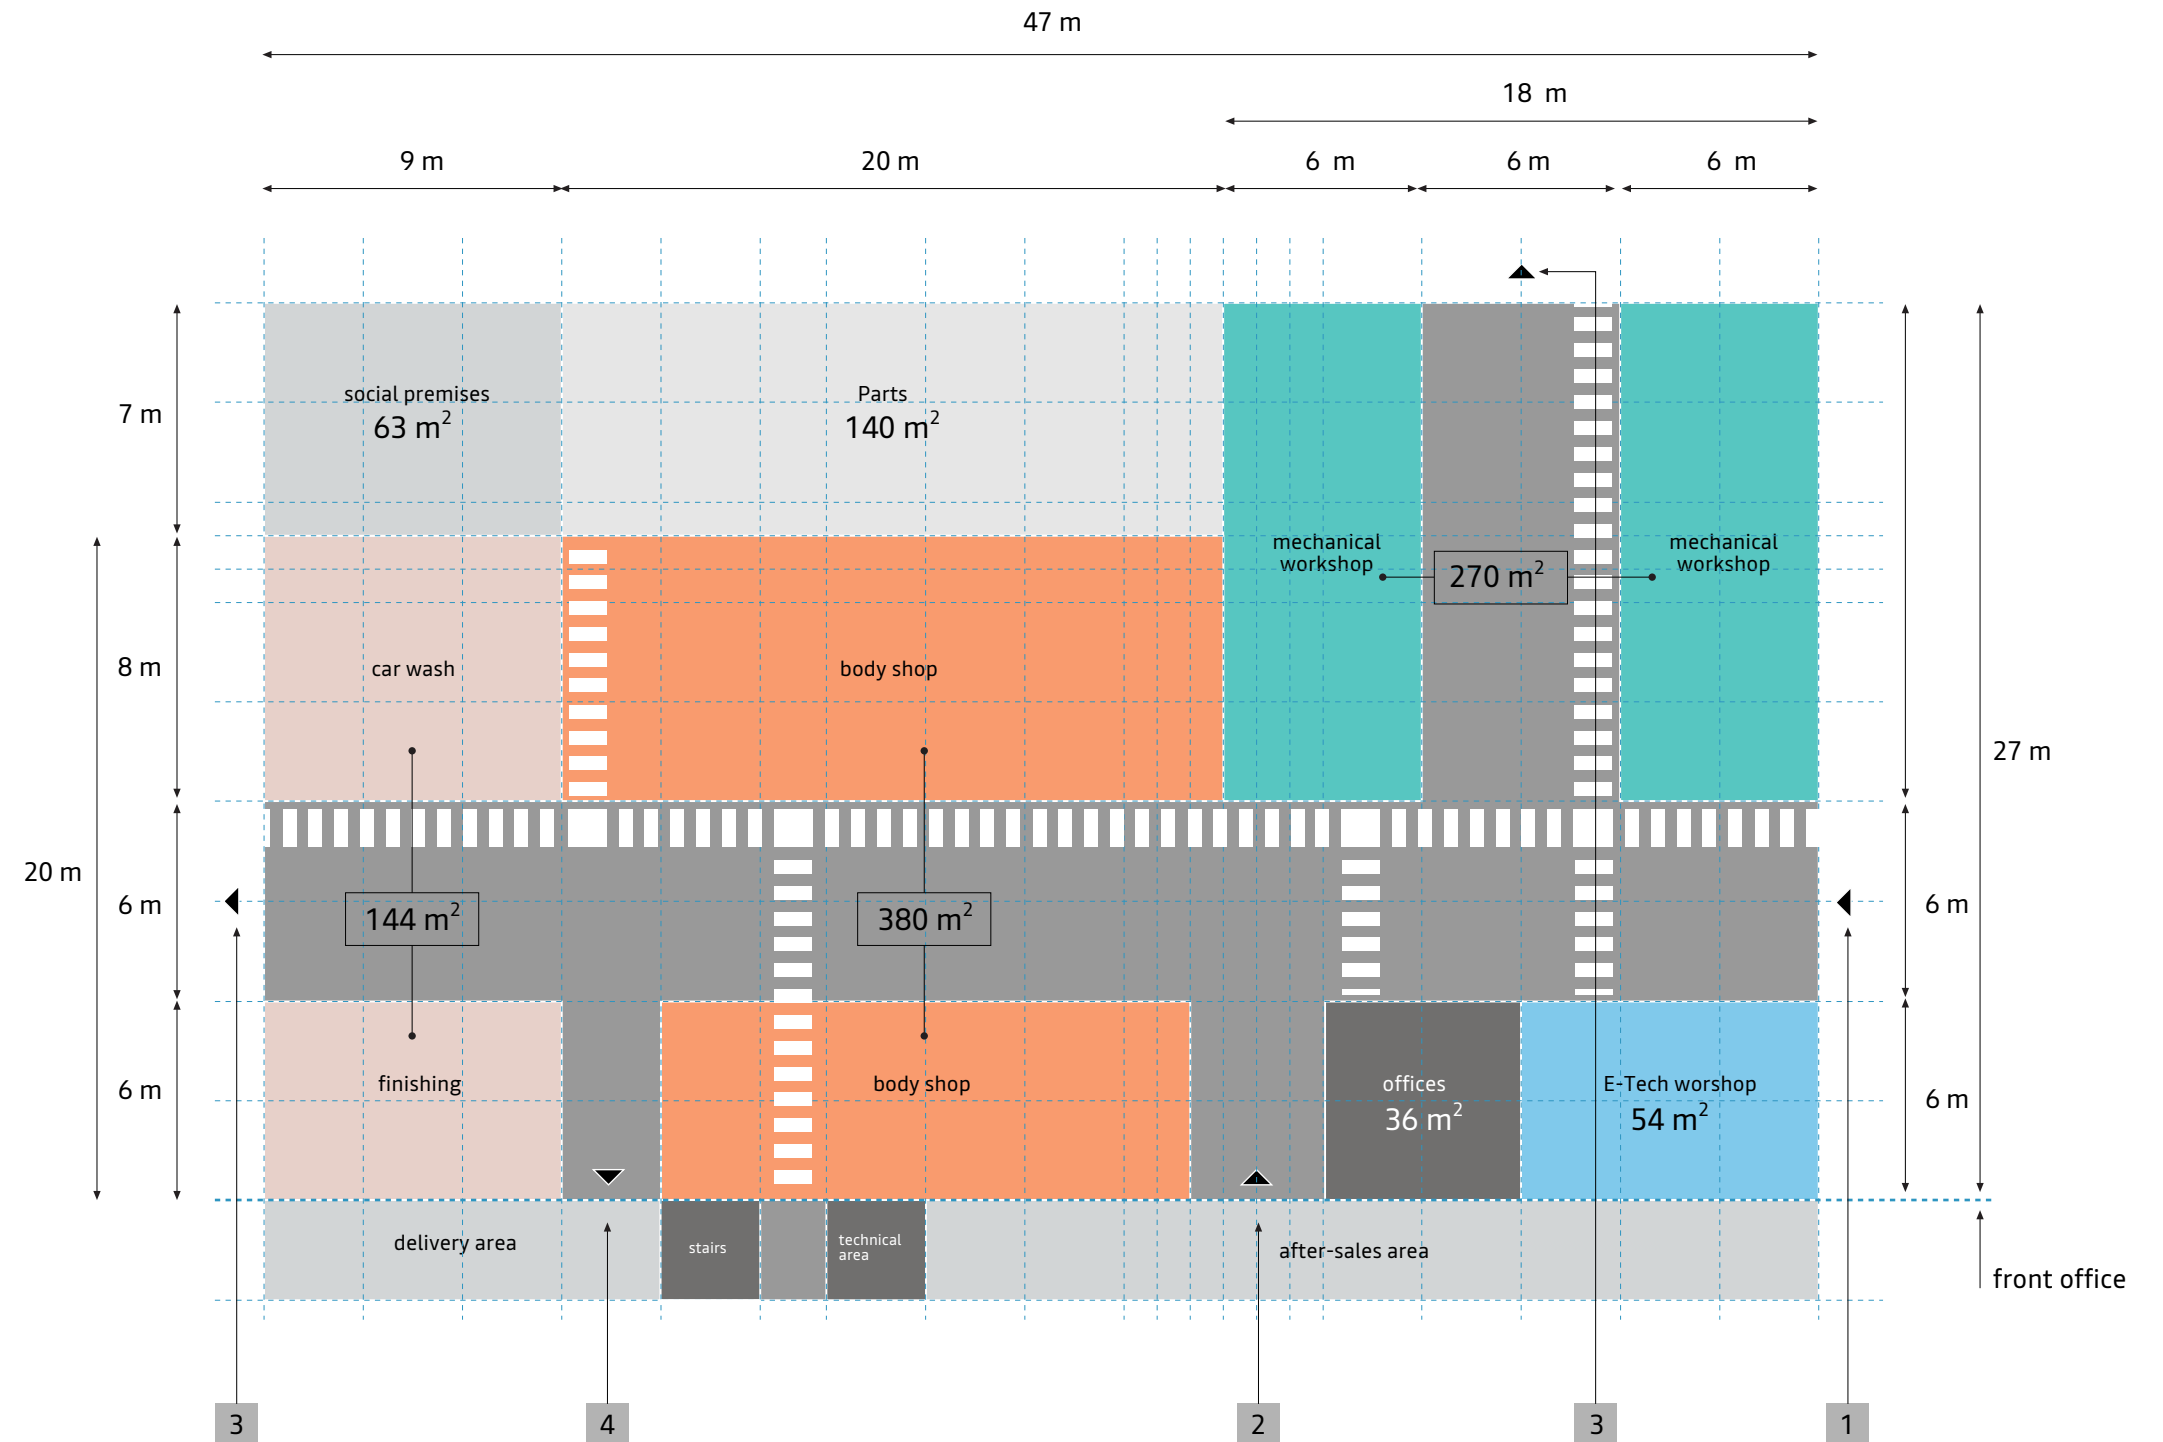 47 m
18 m
9 m
20 m
6 m
6 m
6 m
social premises
63 m²
Parts
140 m²
7 m
mechanical
workshop
270 m²
mechanical
workshop
8 m
car wash
body shop
27 m
20 m
6 m
144 m²
380 m²
6 m
6 m
finishing
body shop
offices
36 m²
E-Tech worshop
54 m²
6 m
delivery area
stairs
technical
area
after-sales area
front office
3
4
2
3
1